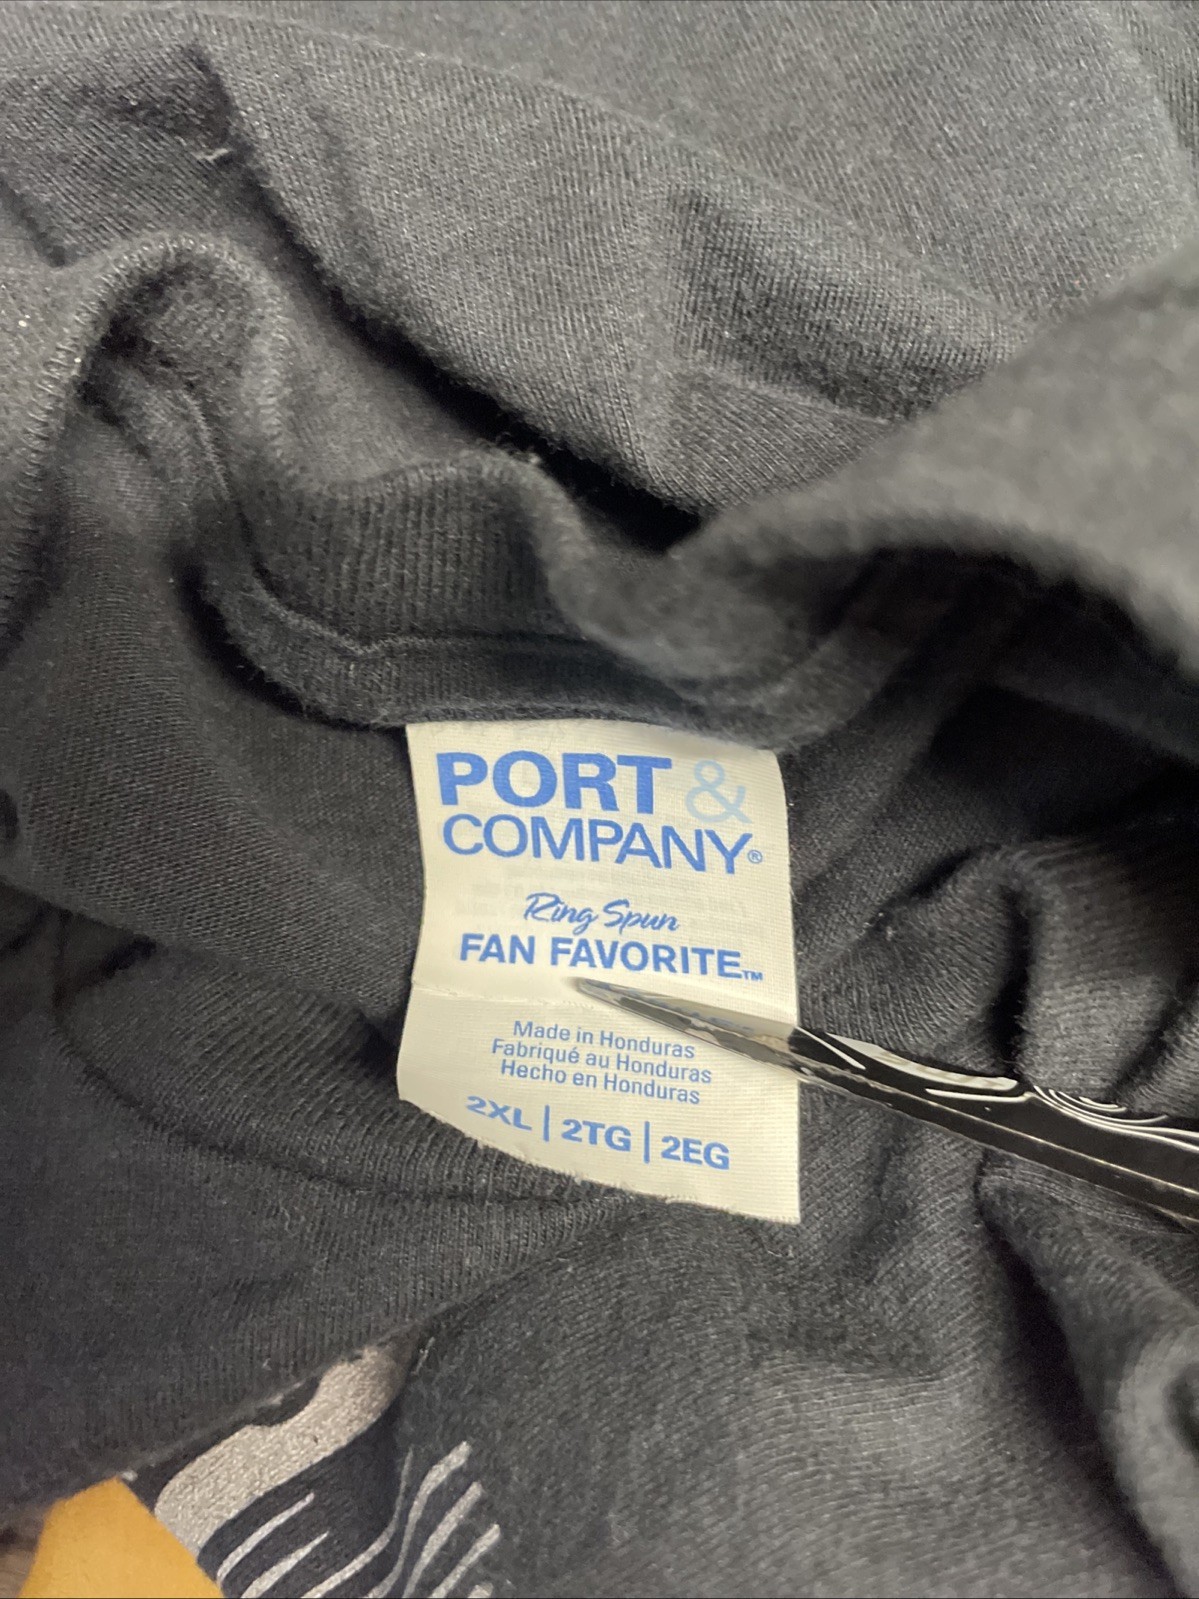 PORT &
COMPANY®
Ring Spun
FAN FAVORITE™
Made in Honduras
Fabriqué au Honduras
Hecho en Honduras
2XL | 2TG | 2EG